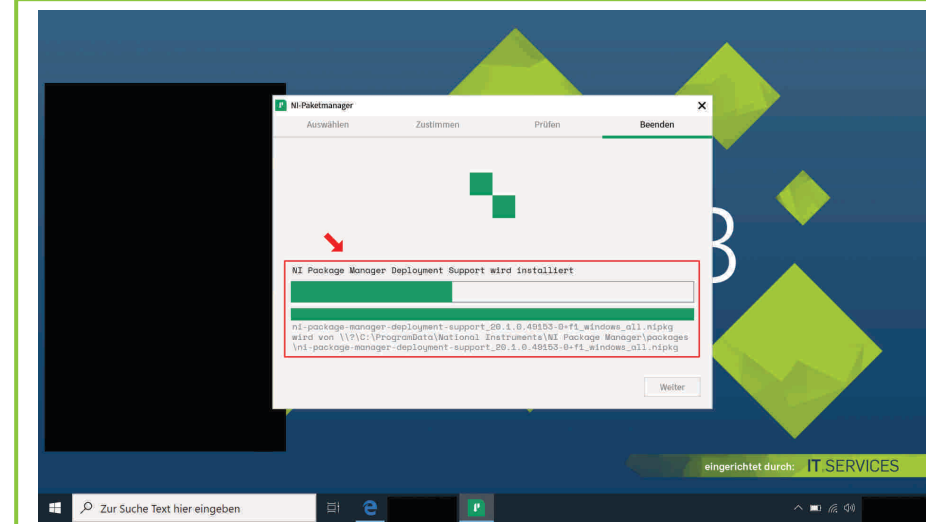 NI-Paketmanager
Auswählen Zustimmen Prüfen Beenden
3
NI Package Manager Deployment Support wird installiert
ni-package-manager-deployment-support_20.1.0.49153-0+f1_windows_all.nipkg
wird von \\?\C:\ProgramData\National Instruments\NI Package Manager\packages
\ni-package-manager-deployment-support_20.1.0.49153-0+f1_windows_all.nipkg
Weiter
eingerichtet durch: IT.SERVICES
Zur Suche Text hier eingeben